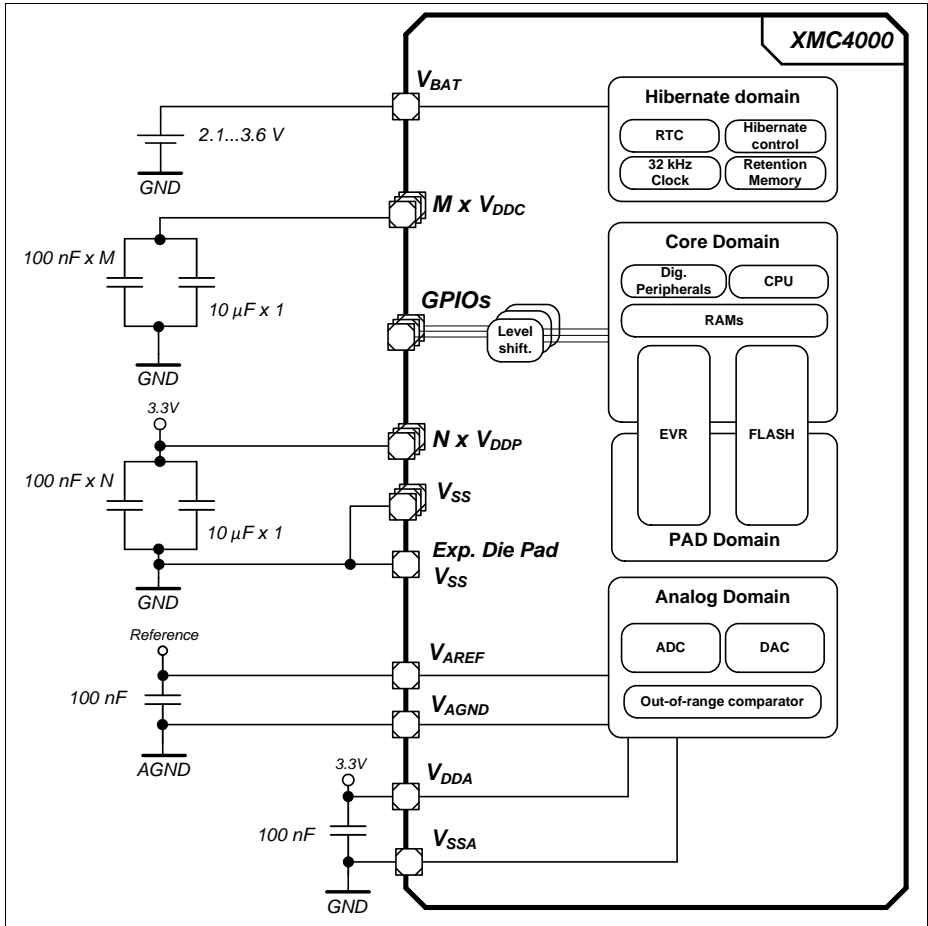 XMC4000
VBAT
2.1...3.6 V
GND
Hibernate domain
RTC
Hibernate
control
32 kHz
Clock
Retention
Memory
M x VDDC
100 nF x M
10 µF x 1
GND
GPIOs
Level
shift.
Core Domain
Dig.
Peripherals
CPU
RAMs
EVR
FLASH
PAD Domain
3.3V
N x VDDP
100 nF x N
10 µF x 1
VSS
Exp. Die Pad
VSS
GND
Reference
VAREF
100 nF
VAGND
AGND
Analog Domain
ADC
DAC
Out-of-range comparator
3.3V
VDDA
100 nF
VSSA
GND